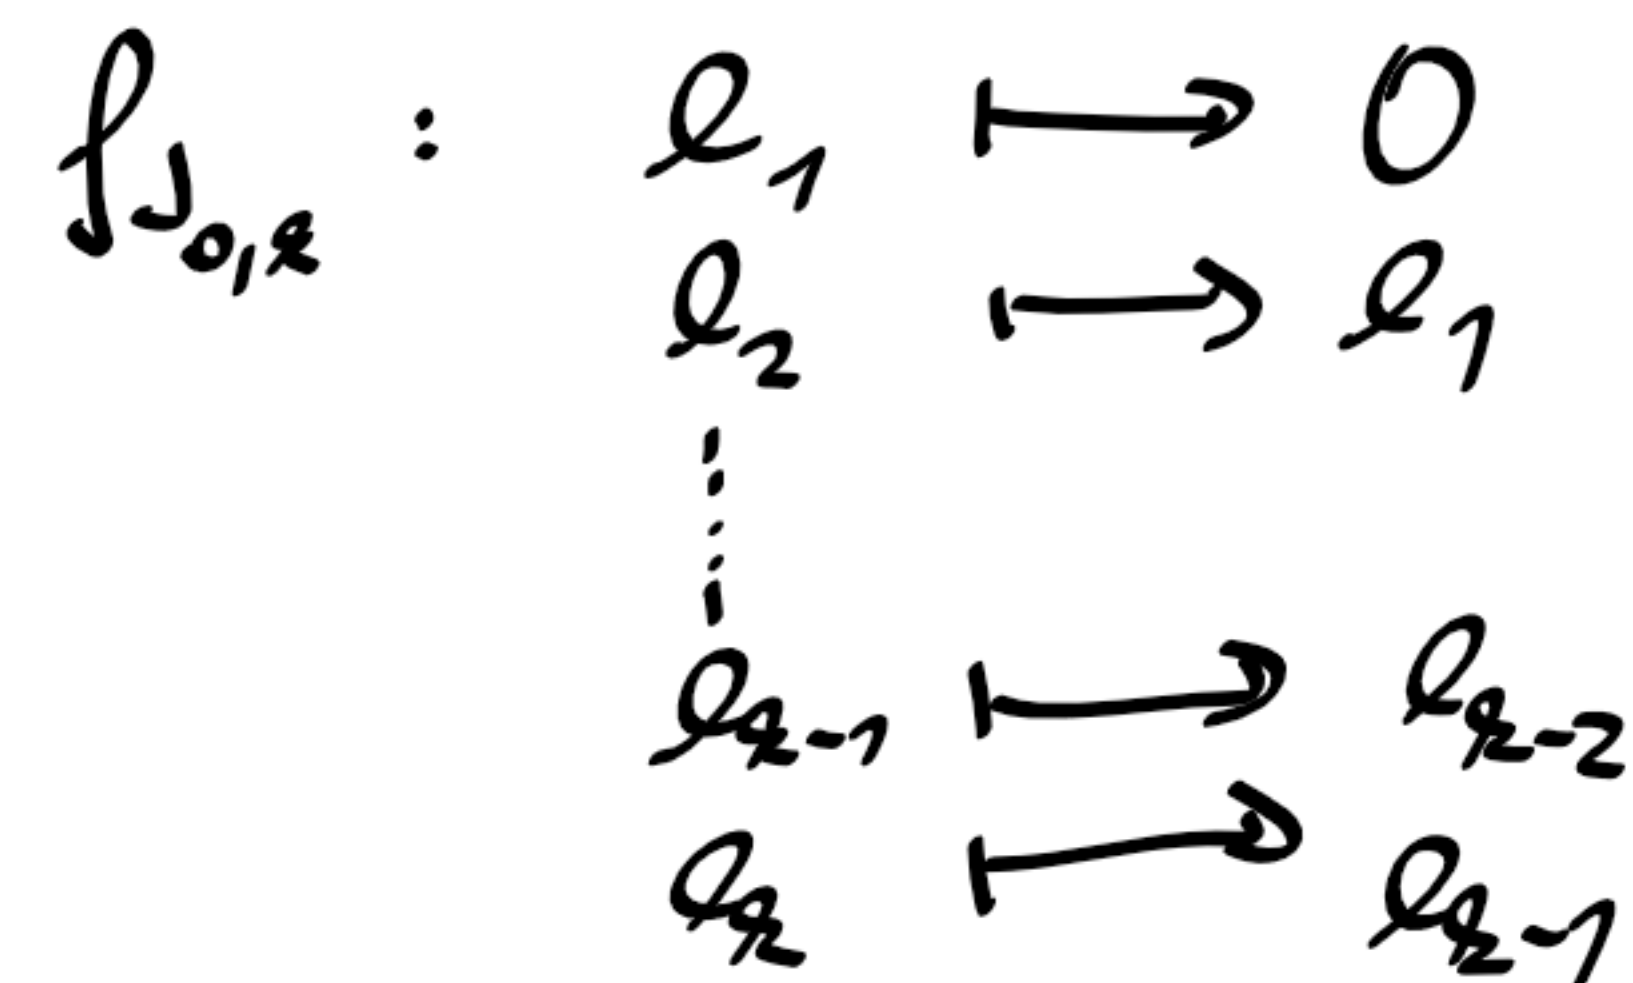 f_{J_{0,k}} : e_1 ↦ 0
e_2 ↦ e_1
⋮
e_{k-1} ↦ e_{k-2}
e_k ↦ e_{k-1}